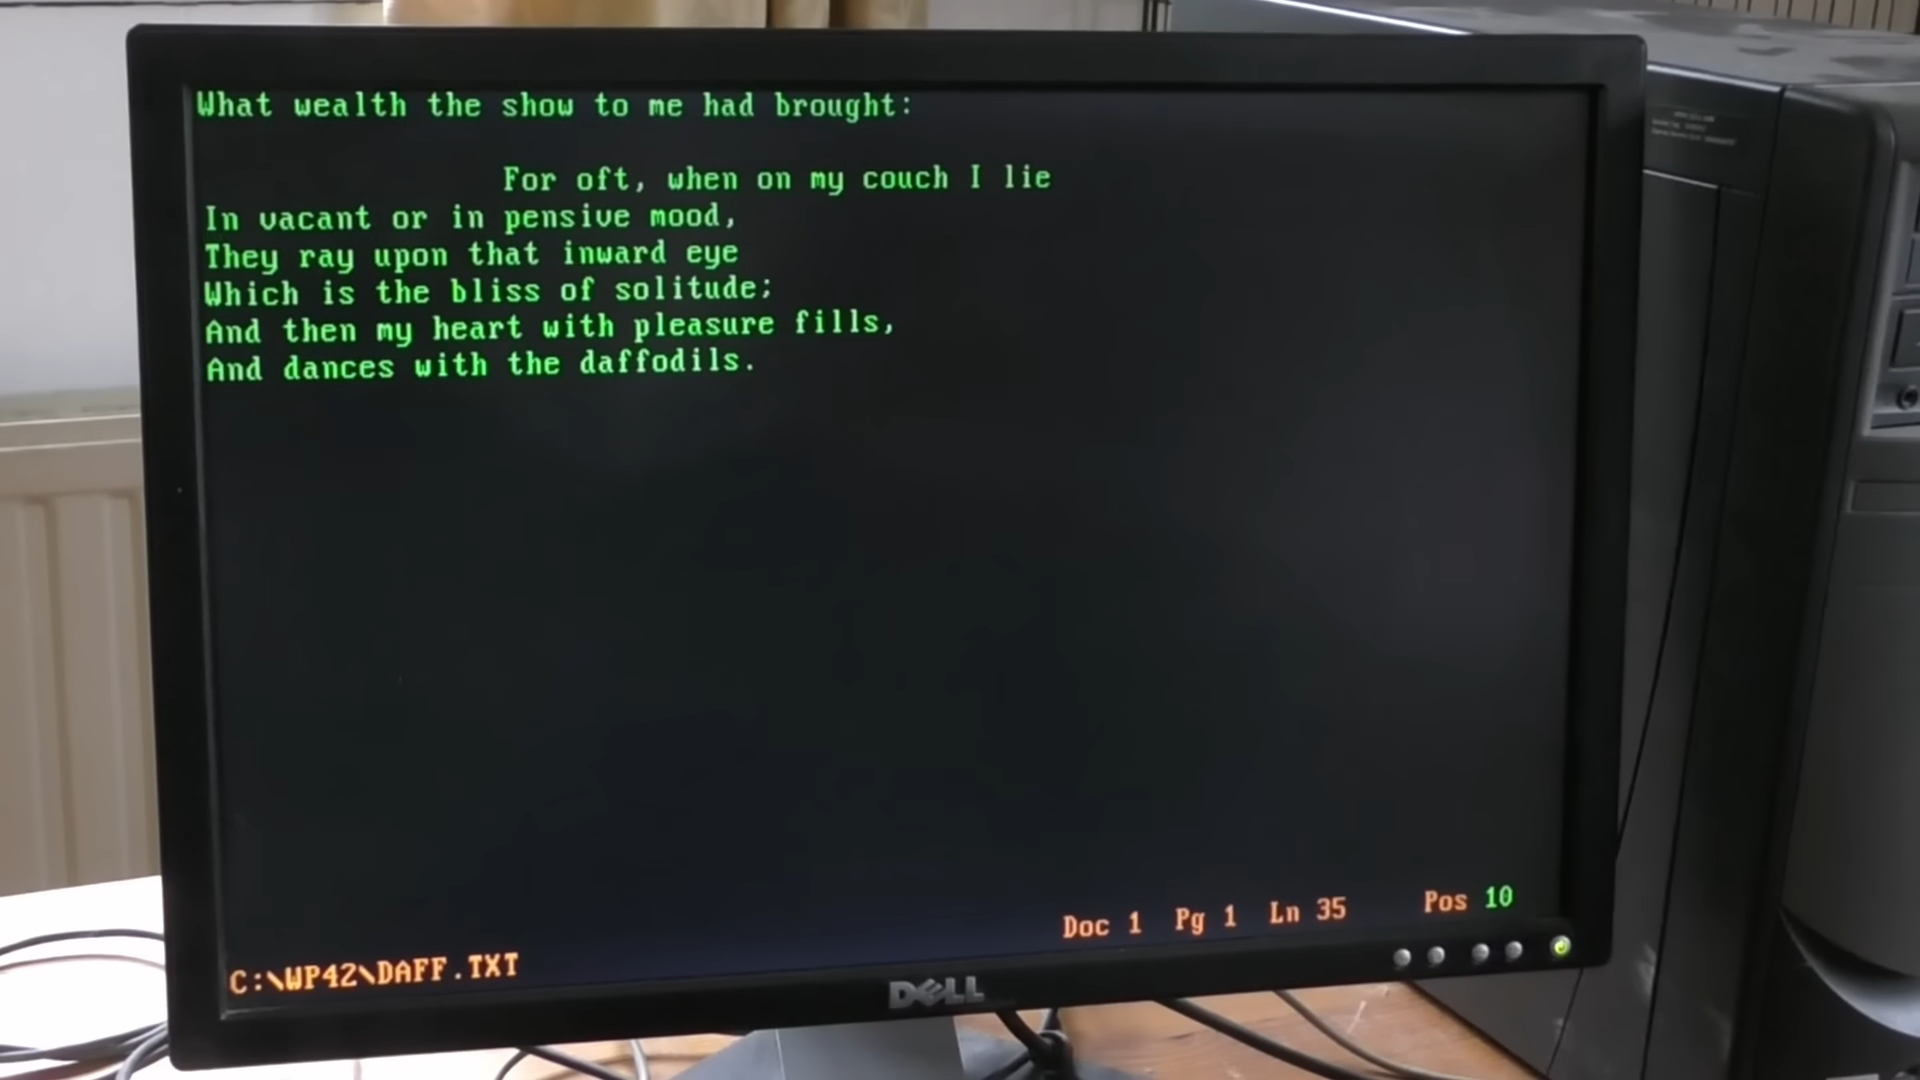 What wealth the show to me had brought:
For oft, when on my couch I lie
In vacant or in pensive mood,
They ray upon that inward eye
Which is the bliss of solitude;
And then my heart with pleasure fills,
And dances with the daffodils.
Doc 1 Pg 1 Ln 35 Pos 10
C:\WP42\DAFF.TXT
DELL